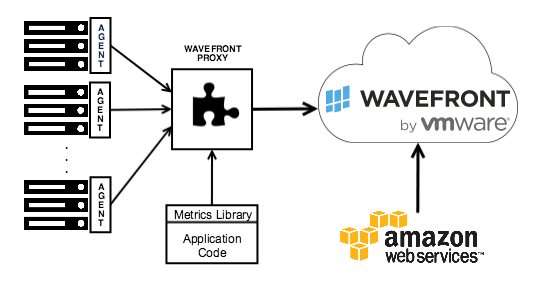 AGENT
AGENT
AGENT
WAVEFRONT
PROXY
WAVEFRONT
by vmware®
Metrics Library
Application
Code
amazon
web services™